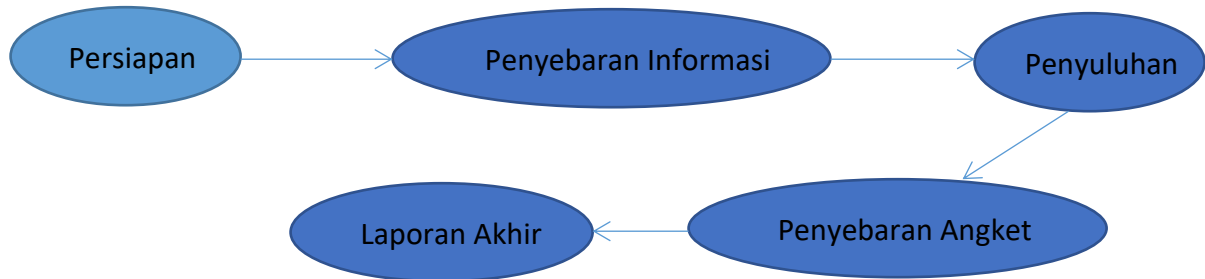 Persiapan
Penyebaran Informasi
Penyuluhan
Penyebaran Angket
Laporan Akhir